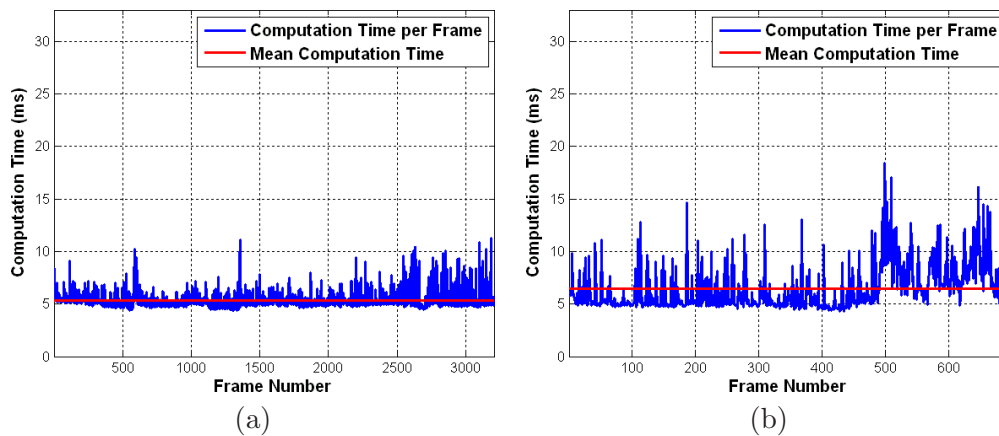 Computation Time per Frame
Mean Computation Time
30
25
20
15
10
5
0
Computation Time (ms)
500
1000
1500
2000
2500
3000
Frame Number
(a)
Computation Time per Frame
Mean Computation Time
30
25
20
15
10
5
0
Computation Time (ms)
100
200
300
400
500
600
Frame Number
(b)